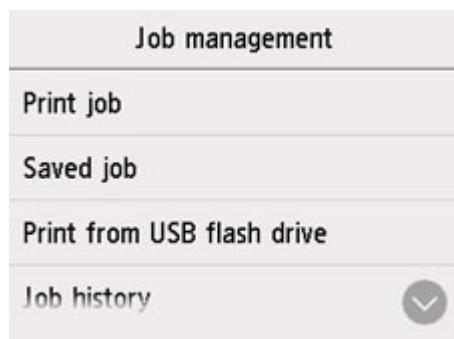 Job management
Print job
Saved job
Print from USB flash drive
Job history